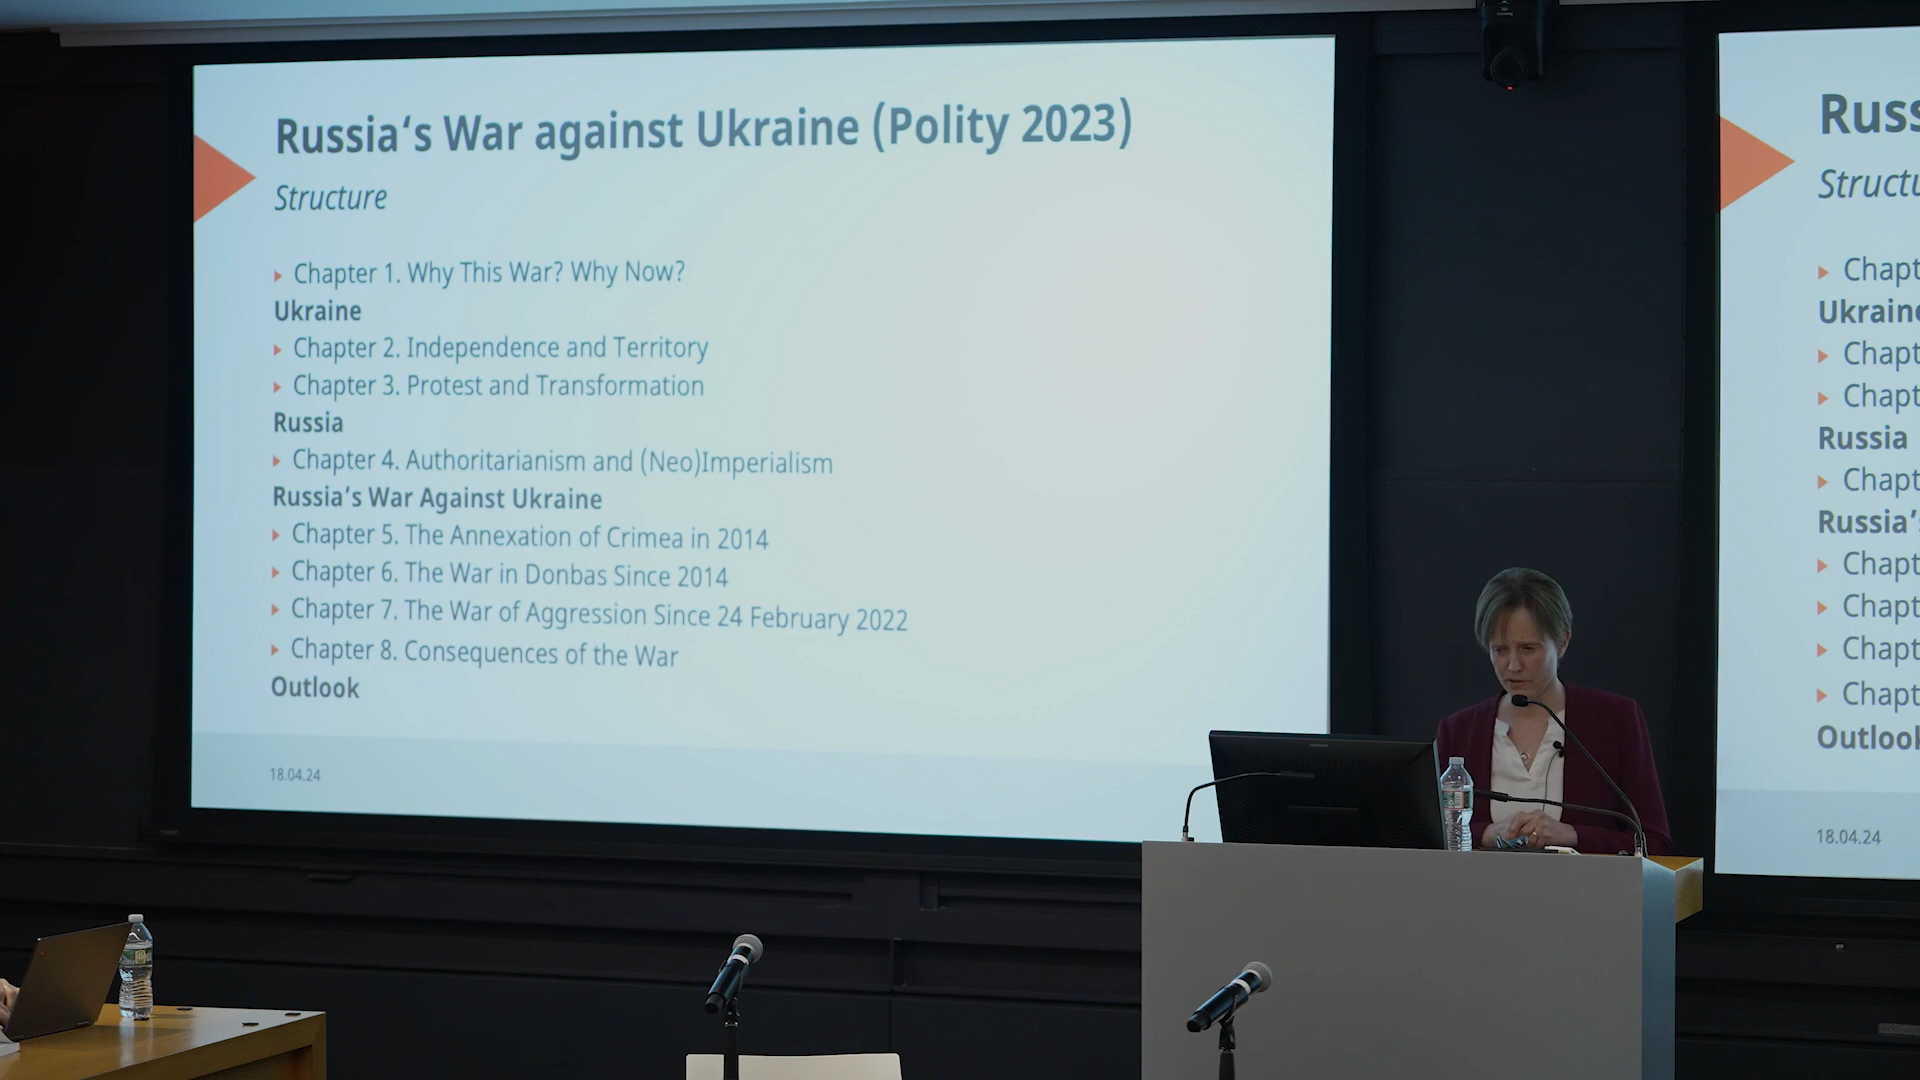 Russia‘s War against Ukraine (Polity 2023)
Structure
Chapter 1. Why This War? Why Now?
Ukraine
Chapter 2. Independence and Territory
Chapter 3. Protest and Transformation
Russia
Chapter 4. Authoritarianism and (Neo)Imperialism
Russia’s War Against Ukraine
Chapter 5. The Annexation of Crimea in 2014
Chapter 6. The War in Donbas Since 2014
Chapter 7. The War of Aggression Since 24 February 2022
Chapter 8. Consequences of the War
Outlook
18.04.24
Russ
Structu
Chapt
Ukraine
Chapt
Chapt
Russia
Chapt
Russia’
Chapt
Chapt
Chapt
Chapt
Outlook
18.04.24